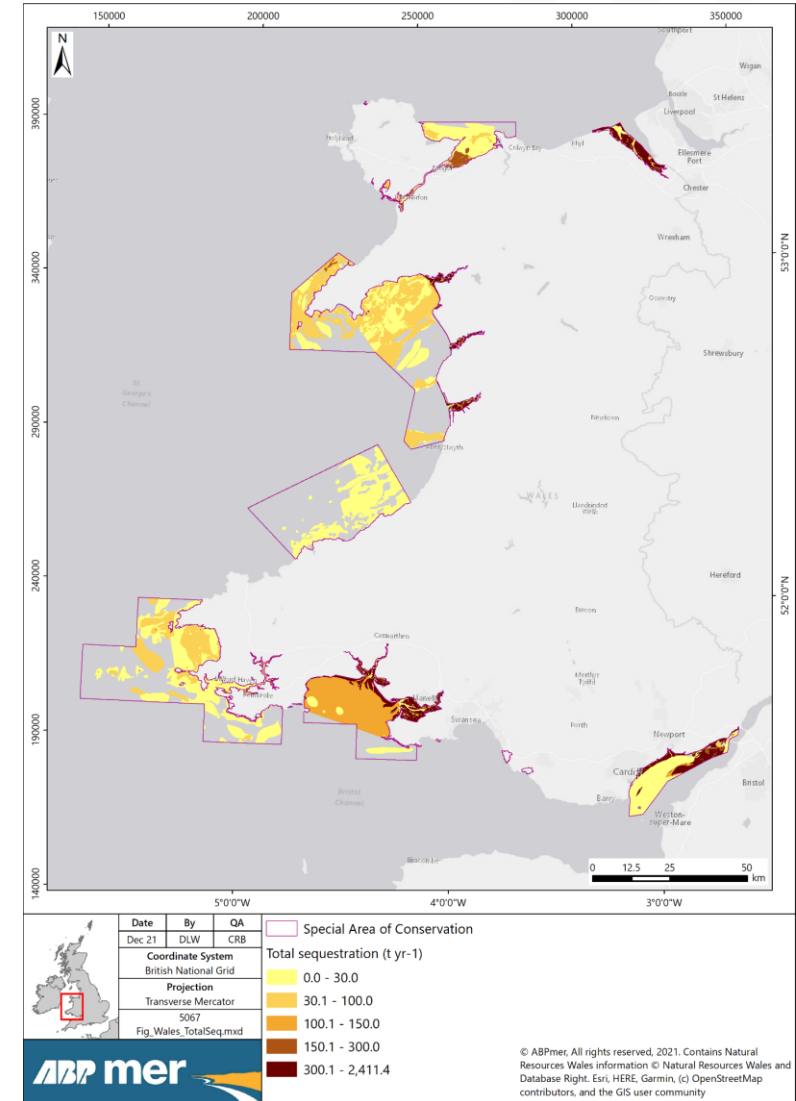 150000 200000 250000 300000 350000
N
Southport
Wigan
Bootle
St Helens
Liverpool
390000
Holyhead
Colwyn Bay
Rhyl
Ellesmere
Port
Bangor
Chester
Wrexham
53°0'0"N
340000
Oswestry
Shrewsbury
St
George's
Channel
290000
Newtown
Aberystwyth
WALES
Llandrindod
Wells
240000
Hereford
52°0'0"N
Brecon
Carmarthen
Merthyr
Tydfil
Milford Haven
Pembroke
Llanelli
Swansea
190000
Newport
Cardiff
Bristol
Barry
Bristol
Channel
Weston-
super-Mare
Ilfracombe
0 12.5 25 50
km
140000
5°0'0"W 4°0'0"W 3°0'0"W
Date By QA
Dec 21 DLW CRB
Coordinate System
British National Grid
Projection
Transverse Mercator
5067
Fig_Wales_TotalSeq.mxd
ABP mer
Special Area of Conservation
Total sequestration (t yr-1)
0.0 - 30.0
30.1 - 100.0
100.1 - 150.0
150.1 - 300.0
300.1 - 2,411.4
© ABPmer, All rights reserved, 2021. Contains Natural
Resources Wales information © Natural Resources Wales and
Database Right. Esri, HERE, Garmin, (c) OpenStreetMap
contributors, and the GIS user community